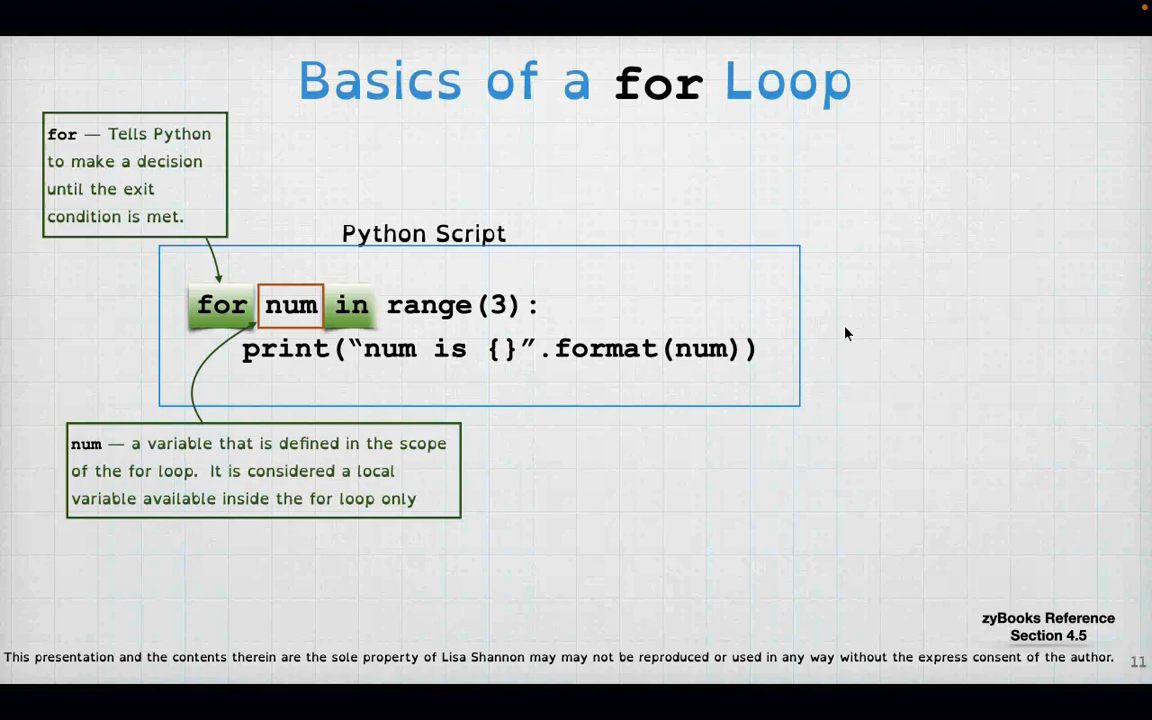 Basics of a for Loop
for — Tells Python
to make a decision
until the exit
condition is met.
Python Script
for num in range(3):
print(“num is {}”.format(num))
num — a variable that is defined in the scope
of the for loop.  It is considered a local
variable available inside the for loop only
zyBooks Reference
Section 4.5
This presentation and the contents therein are the sole property of Lisa Shannon may may not be reproduced or used in any way without the express consent of the author.
11